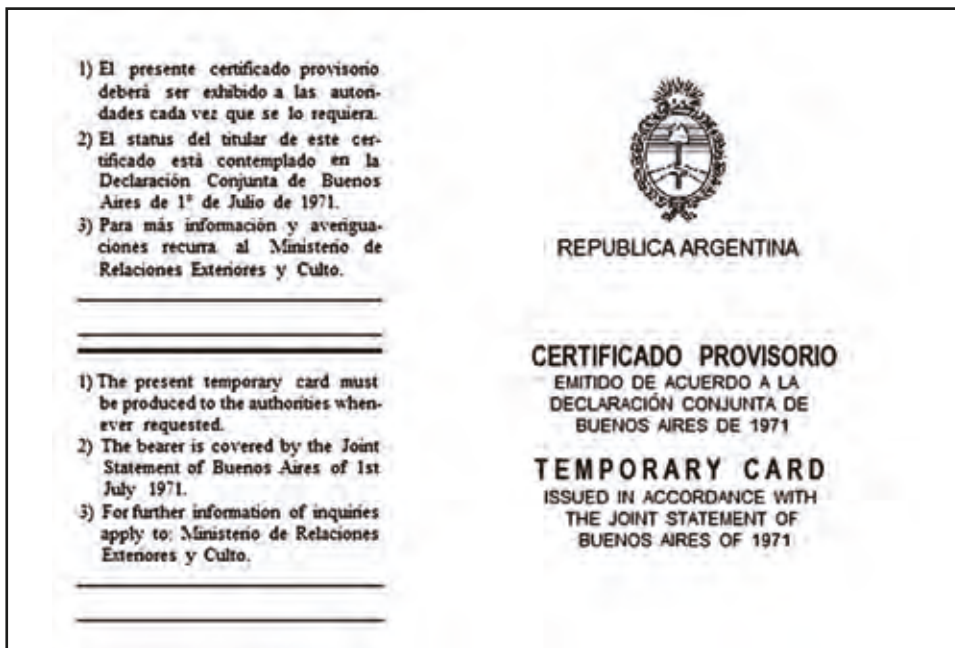 1) El presente certificado provisorio
deberá ser exhibido a las autori-
dades cada vez que se lo requiera.
2) El status del titular de este cer-
tificado está contemplado en la
Declaración Conjunta de Buenos
Aires de 1º de Julio de 1971.
3) Para más información y averigua-
ciones recurra al Ministerio de
Relaciones Exteriores y Culto.
1) The present temporary card must
be produced to the authorities when-
ever requested.
2) The bearer is covered by the Joint
Statement of Buenos Aires of 1st
July 1971.
3) For further information of inquiries
apply to: Ministerio de Relaciones
Exteriores y Culto.
REPUBLICA ARGENTINA
CERTIFICADO PROVISORIO
EMITIDO DE ACUERDO A LA
DECLARACIÓN CONJUNTA DE
BUENOS AIRES DE 1971
TEMPORARY CARD
ISSUED IN ACCORDANCE WITH
THE JOINT STATEMENT OF
BUENOS AIRES OF 1971